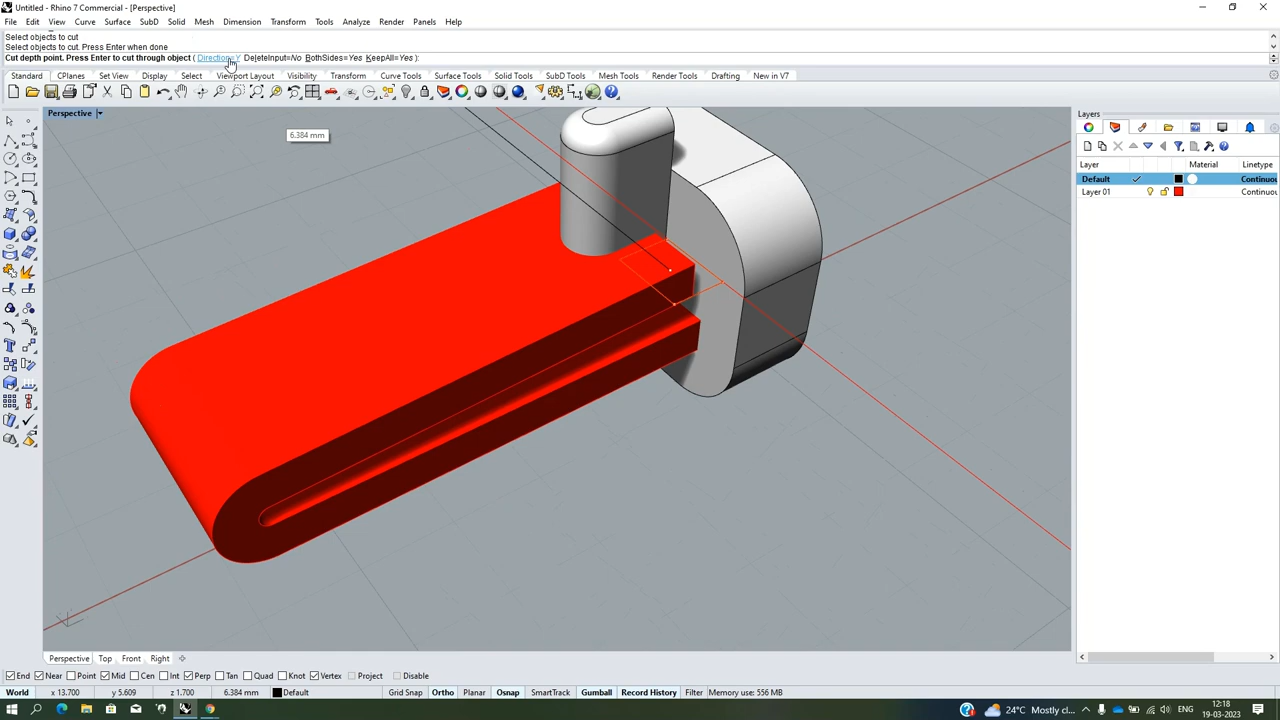 Untitled - Rhino 7 Commercial - [Perspective]
File Edit View Curve Surface SubD Solid Mesh Dimension Transform Tools Analyze Render Panels Help
Select objects to cut
Select objects to cut. Press Enter when done
Cut depth point. Press Enter to cut through object ( Direction=Y DeleteInput=No BothSides=Yes KeepAll=Yes ):
Standard CPlanes Set View Display Select Viewport Layout Visibility Transform Curve Tools Surface Tools Solid Tools SubD Tools Mesh Tools Render Tools Drafting New in V7
Perspective
6.384 mm
Layers
Layer Material Linetype
Default Continuou
Layer 01 Continuou
Perspective Top Front Right
End Near Point Mid Cen Int Perp Tan Quad Knot Vertex Project Disable
World x 13.700 y 5.609 z 1.700 6.384 mm Default Grid Snap Ortho Planar Osnap SmartTrack Gumball Record History Filter Memory use: 556 MB
24°C Mostly cl... ENG 12:18
19-03-2023